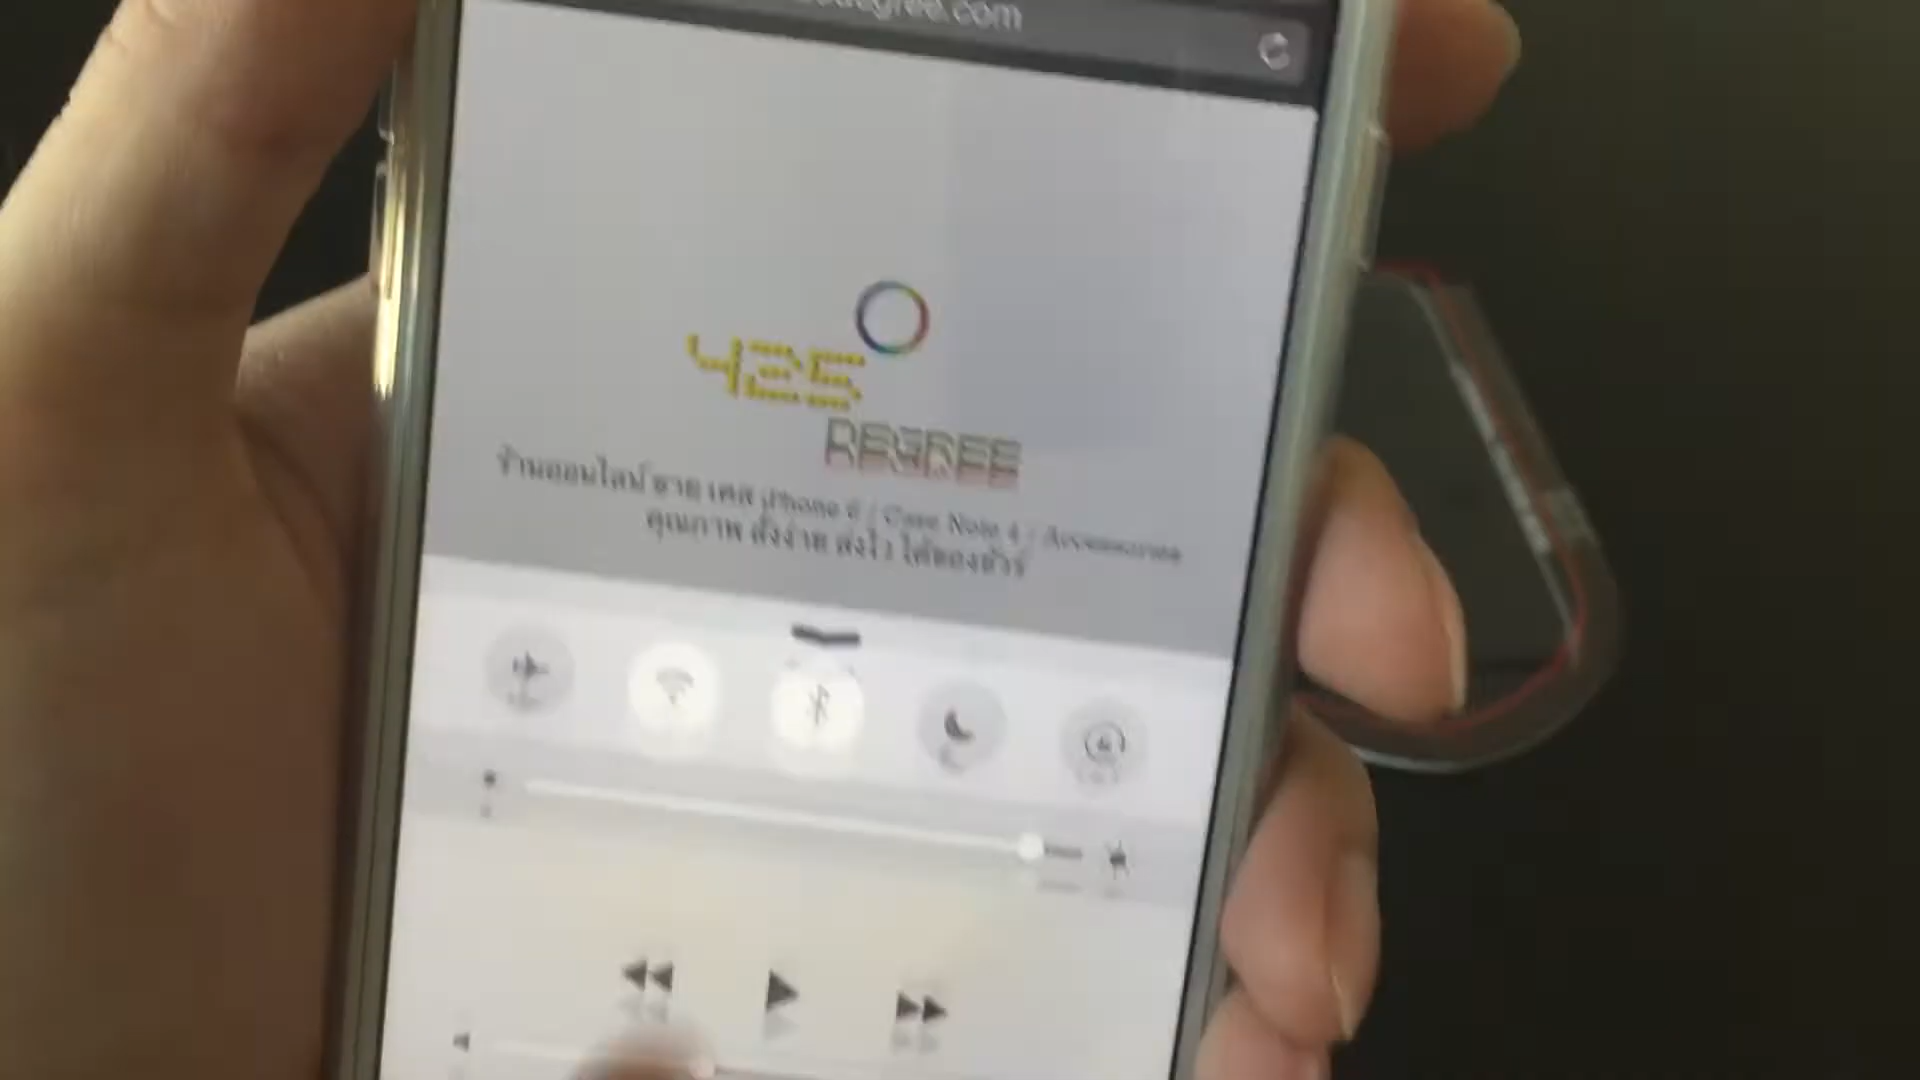 degree.com
425
DEGREE
ร้านออนไลน์ ขาย เคส iPhone 6 / Case Note 4 / Accessories
คุณภาพ สั่งง่าย ส่งไว ได้ของชัวร์